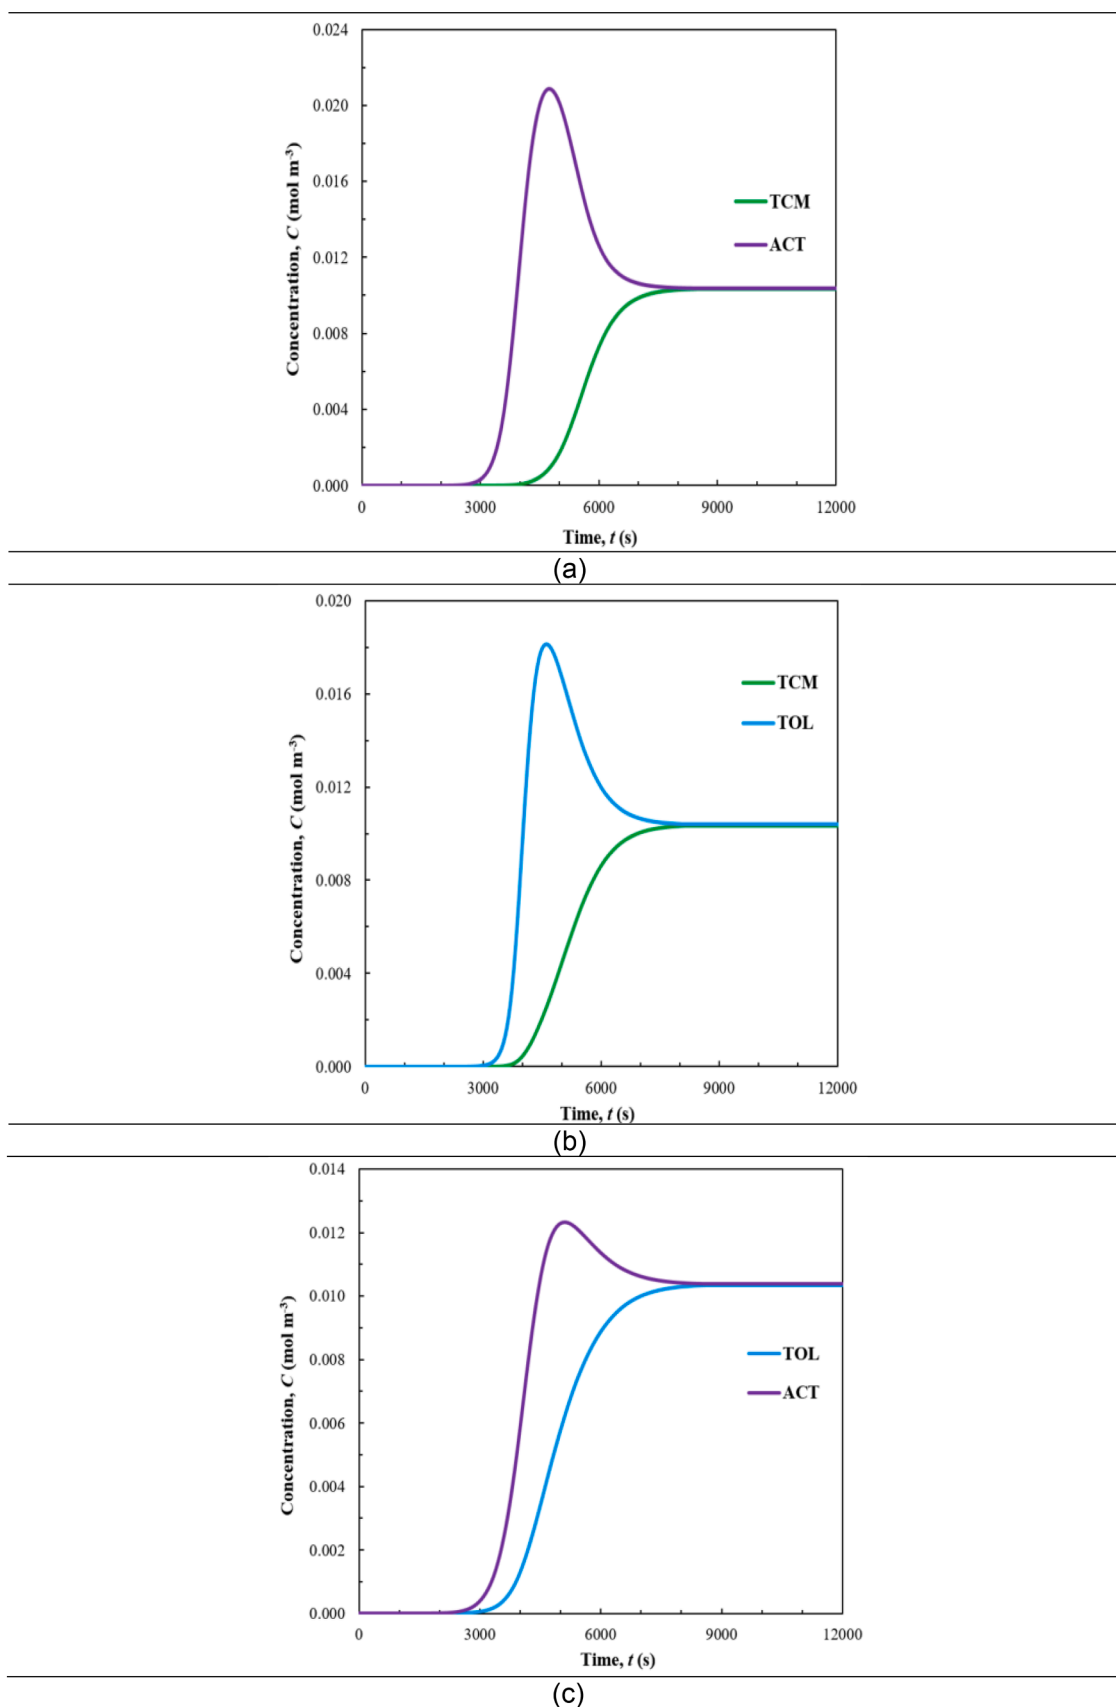 0.024
0.020
0.016
0.012
0.008
0.004
0.000
Concentration, C (mol m⁻³)
TCM
ACT
0 3000 6000 9000 12000
Time, t (s)
(a)
0.020
0.016
0.012
0.008
0.004
0.000
Concentration, C (mol m⁻³)
TCM
TOL
0 3000 6000 9000 12000
Time, t (s)
(b)
0.014
0.012
0.010
0.008
0.006
0.004
0.002
0.000
Concentration, C (mol m⁻³)
TOL
ACT
0 3000 6000 9000 12000
Time, t (s)
(c)